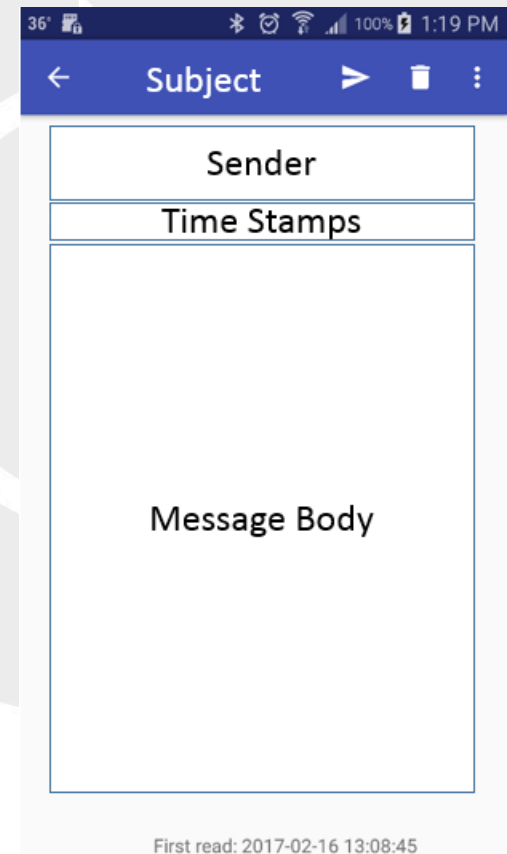 36° 100% 1:19 PM
Subject
Sender
Time Stamps
Message Body
First read: 2017-02-16 13:08:45